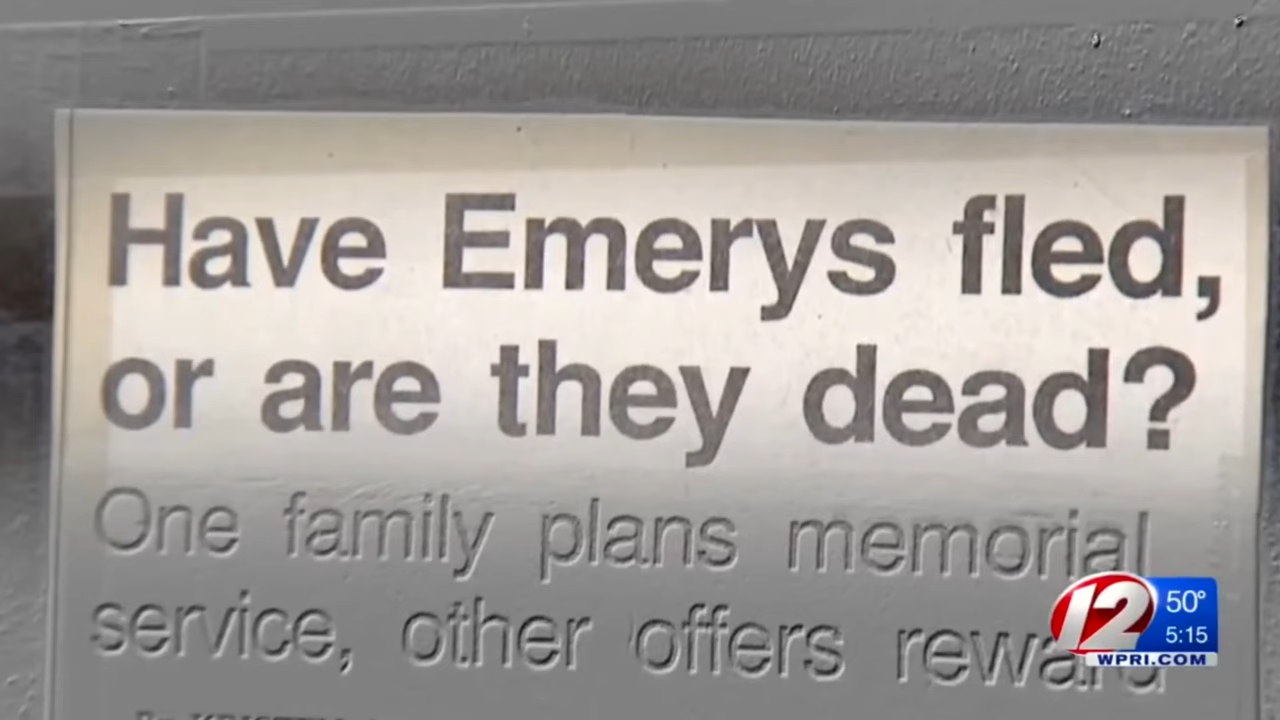 Have Emerys fled,
or are they dead?
One family plans memorial
service, other offers reward
12
50°
5:15
WPRI.COM